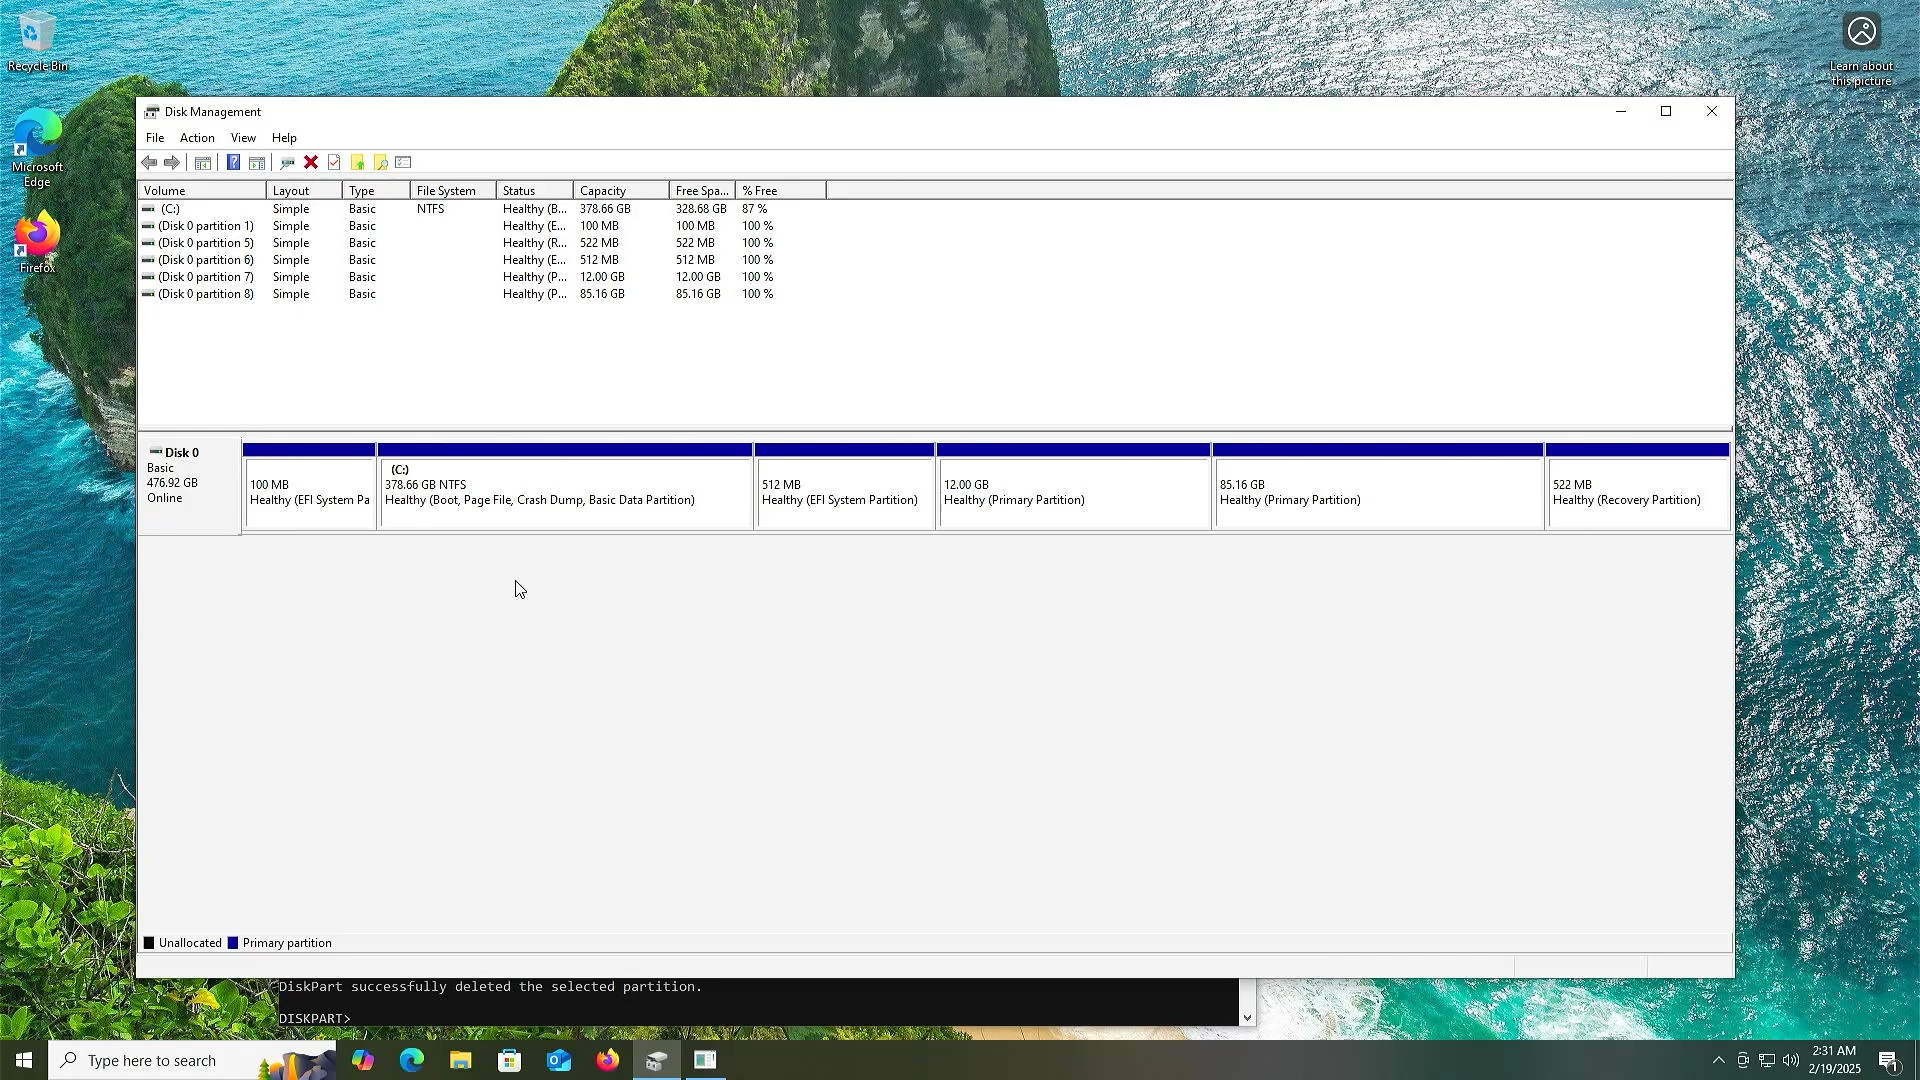 Recycle Bin
Learn about
this picture
Microsoft
Edge
Firefox
Disk Management
File Action View Help
Volume Layout Type File System Status Capacity Free Spa... % Free
(C:) Simple Basic NTFS Healthy (B... 378.66 GB 328.68 GB 87 %
(Disk 0 partition 1) Simple Basic Healthy (E... 100 MB 100 MB 100 %
(Disk 0 partition 5) Simple Basic Healthy (R... 522 MB 522 MB 100 %
(Disk 0 partition 6) Simple Basic Healthy (E... 512 MB 512 MB 100 %
(Disk 0 partition 7) Simple Basic Healthy (P... 12.00 GB 12.00 GB 100 %
(Disk 0 partition 8) Simple Basic Healthy (P... 85.16 GB 85.16 GB 100 %
Disk 0
Basic
476.92 GB
Online
100 MB
Healthy (EFI System Pa
(C:)
378.66 GB NTFS
Healthy (Boot, Page File, Crash Dump, Basic Data Partition)
512 MB
Healthy (EFI System Partition)
12.00 GB
Healthy (Primary Partition)
85.16 GB
Healthy (Primary Partition)
522 MB
Healthy (Recovery Partition)
Unallocated Primary partition
DiskPart successfully deleted the selected partition.
DISKPART>
Type here to search
2:31 AM
2/19/2025
1